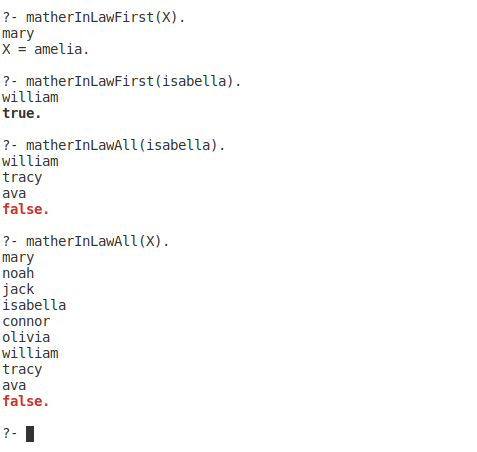 ?- matherInLawFirst(X).
mary
X = amelia.
?- matherInLawFirst(isabella).
william
true.
?- matherInLawAll(isabella).
william
tracy
ava
false.
?- matherInLawAll(X).
mary
noah
jack
isabella
connor
olivia
william
tracy
ava
false.
?-